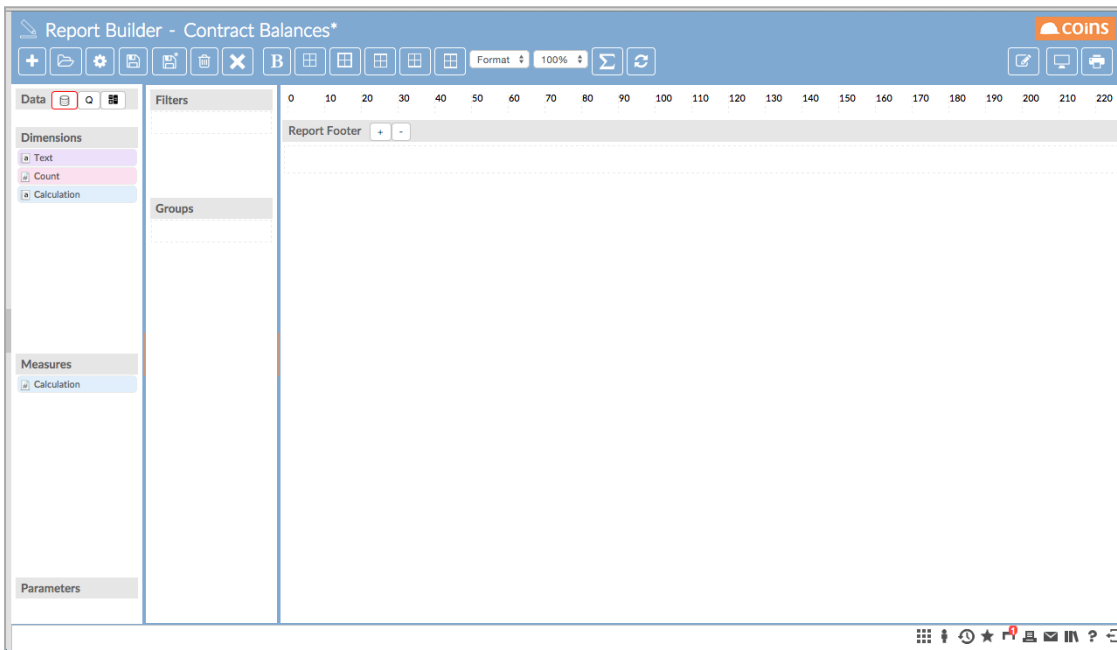 Report Builder - Contract Balances*
coins
B Format 100% Σ
Data Q
Filters
0 10 20 30 40 50 60 70 80 90 100 110 120 130 140 150 160 170 180 190 200 210 220
Report Footer + -
Dimensions
a Text
# Count
a Calculation
Groups
Measures
# Calculation
Parameters
1
?